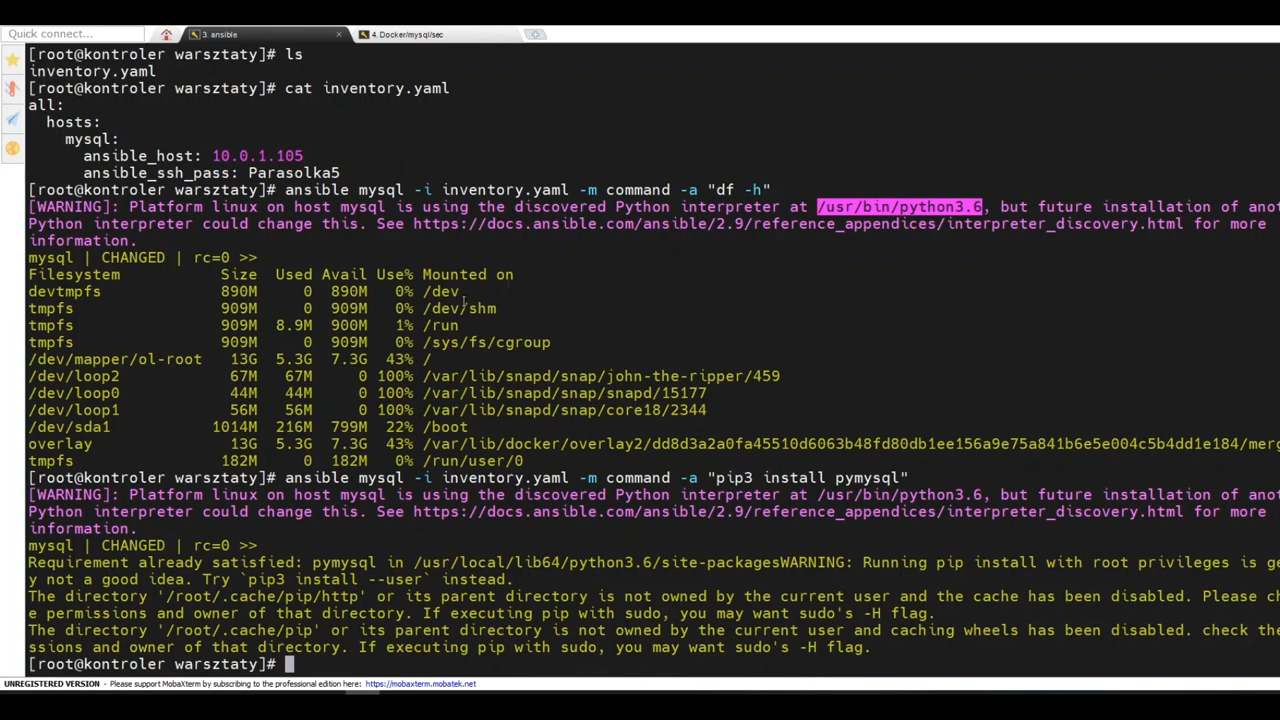 Quick connect...
3. ansible
4. Docker/mysql/sec
[root@kontroler warsztaty]# ls
inventory.yaml
[root@kontroler warsztaty]# cat inventory.yaml
all:
  hosts:
    mysql:
      ansible_host: 10.0.1.105
      ansible_ssh_pass: Parasolka5
[root@kontroler warsztaty]# ansible mysql -i inventory.yaml -m command -a "df -h"
[WARNING]: Platform linux on host mysql is using the discovered Python interpreter at /usr/bin/python3.6, but future installation of anot
Python interpreter could change this. See https://docs.ansible.com/ansible/2.9/reference_appendices/interpreter_discovery.html for more
information.
mysql | CHANGED | rc=0 >>
Filesystem           Size  Used Avail Use% Mounted on
devtmpfs             890M     0  890M   0% /dev
tmpfs                909M     0  909M   0% /dev/shm
tmpfs                909M  8.9M  900M   1% /run
tmpfs                909M     0  909M   0% /sys/fs/cgroup
/dev/mapper/ol-root   13G  5.3G  7.3G  43% /
/dev/loop2            67M   67M     0 100% /var/lib/snapd/snap/john-the-ripper/459
/dev/loop0            44M   44M     0 100% /var/lib/snapd/snap/snapd/15177
/dev/loop1            56M   56M     0 100% /var/lib/snapd/snap/core18/2344
/dev/sda1           1014M  216M  799M  22% /boot
overlay               13G  5.3G  7.3G  43% /var/lib/docker/overlay2/dd8d3a2a0fa45510d6063b48fd80db1ee156a9e75a841b6e5e004c5b4dd1e184/merg
tmpfs                182M     0  182M   0% /run/user/0
[root@kontroler warsztaty]# ansible mysql -i inventory.yaml -m command -a "pip3 install pymysql"
[WARNING]: Platform linux on host mysql is using the discovered Python interpreter at /usr/bin/python3.6, but future installation of anot
Python interpreter could change this. See https://docs.ansible.com/ansible/2.9/reference_appendices/interpreter_discovery.html for more
information.
mysql | CHANGED | rc=0 >>
Requirement already satisfied: pymysql in /usr/local/lib64/python3.6/site-packagesWARNING: Running pip install with root privileges is ge
y not a good idea. Try `pip3 install --user` instead.
The directory '/root/.cache/pip/http' or its parent directory is not owned by the current user and the cache has been disabled. Please ch
e permissions and owner of that directory. If executing pip with sudo, you may want sudo's -H flag.
The directory '/root/.cache/pip' or its parent directory is not owned by the current user and caching wheels has been disabled. check the
ssions and owner of that directory. If executing pip with sudo, you may want sudo's -H flag.
[root@kontroler warsztaty]#
UNREGISTERED VERSION - Please support MobaXterm by subscribing to the professional edition here: https://mobaxterm.mobatek.net